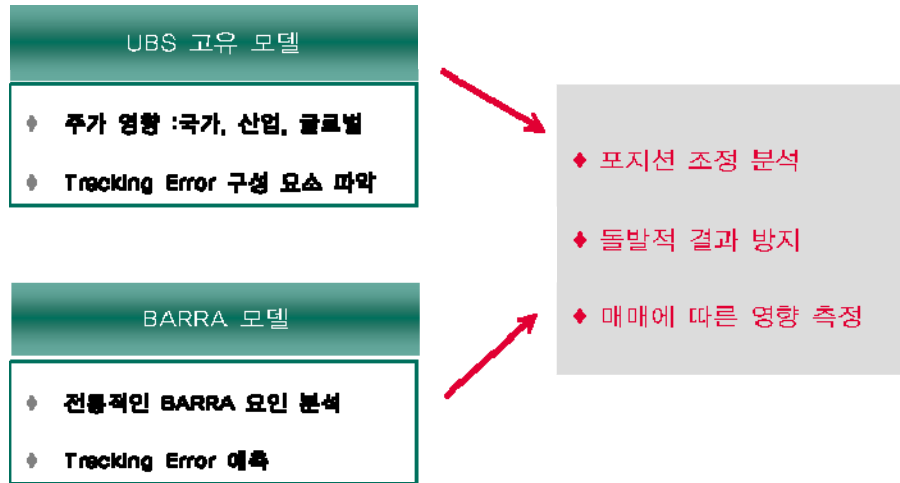 UBS 고유 모델
♦ 주가 영향 :국가, 산업, 글로벌
♦ Tracking Error 구성 요소 파악
BARRA 모델
♦ 전통적인 BARRA 요인 분석
♦ Tracking Error 예측
♦ 포지션 조정 분석
♦ 돌발적 결과 방지
♦ 매매에 따른 영향 측정